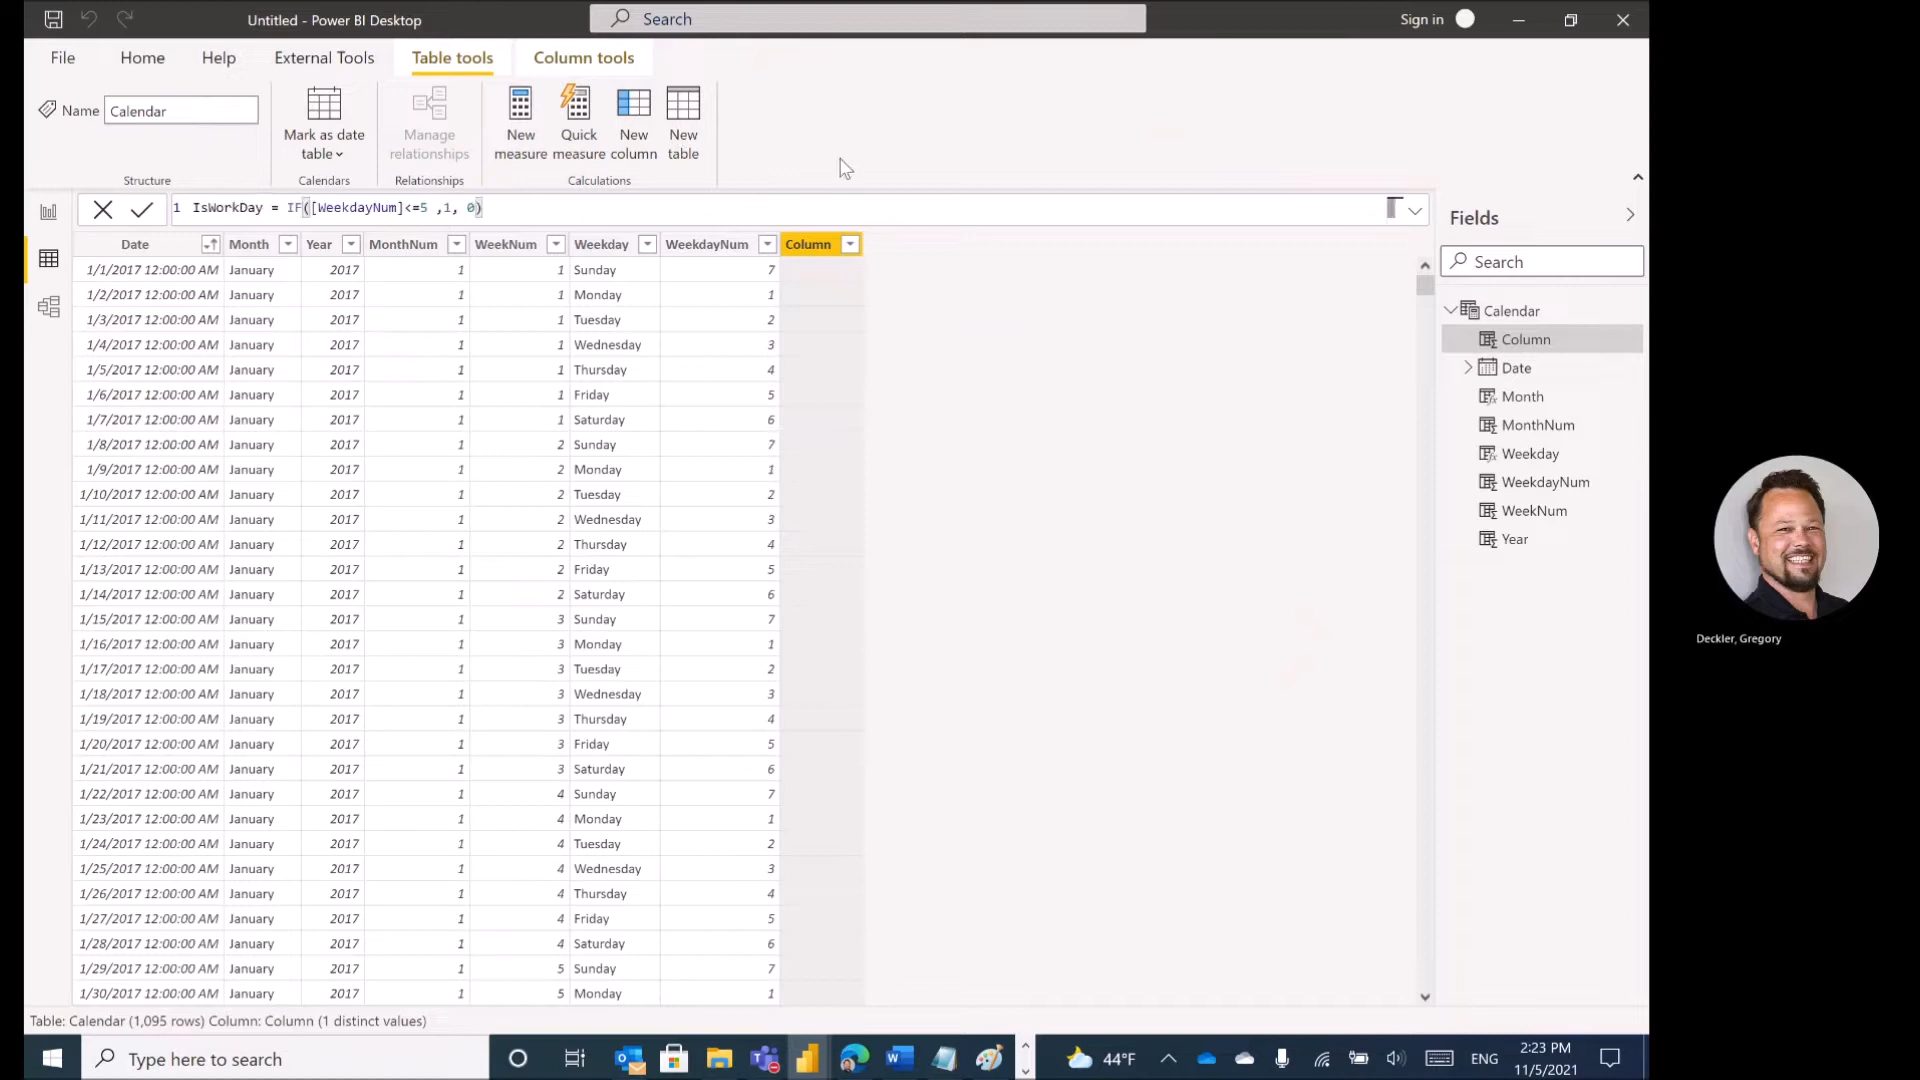 Untitled - Power BI Desktop
Search
Sign in
File Home Help External Tools Table tools Column tools
Name Calendar
Mark as date table
Manage relationships
New measure
Quick measure
New column
New table
Structure Calendars Relationships Calculations
1 IsWorkDay = IF([WeekdayNum]<=5 ,1, 0)
Date Month Year MonthNum WeekNum Weekday WeekdayNum Column
1/1/2017 12:00:00 AM January 2017 1 1 Sunday 7
1/2/2017 12:00:00 AM January 2017 1 1 Monday 1
1/3/2017 12:00:00 AM January 2017 1 1 Tuesday 2
1/4/2017 12:00:00 AM January 2017 1 1 Wednesday 3
1/5/2017 12:00:00 AM January 2017 1 1 Thursday 4
1/6/2017 12:00:00 AM January 2017 1 1 Friday 5
1/7/2017 12:00:00 AM January 2017 1 1 Saturday 6
1/8/2017 12:00:00 AM January 2017 1 2 Sunday 7
1/9/2017 12:00:00 AM January 2017 1 2 Monday 1
1/10/2017 12:00:00 AM January 2017 1 2 Tuesday 2
1/11/2017 12:00:00 AM January 2017 1 2 Wednesday 3
1/12/2017 12:00:00 AM January 2017 1 2 Thursday 4
1/13/2017 12:00:00 AM January 2017 1 2 Friday 5
1/14/2017 12:00:00 AM January 2017 1 2 Saturday 6
1/15/2017 12:00:00 AM January 2017 1 3 Sunday 7
1/16/2017 12:00:00 AM January 2017 1 3 Monday 1
1/17/2017 12:00:00 AM January 2017 1 3 Tuesday 2
1/18/2017 12:00:00 AM January 2017 1 3 Wednesday 3
1/19/2017 12:00:00 AM January 2017 1 3 Thursday 4
1/20/2017 12:00:00 AM January 2017 1 3 Friday 5
1/21/2017 12:00:00 AM January 2017 1 3 Saturday 6
1/22/2017 12:00:00 AM January 2017 1 4 Sunday 7
1/23/2017 12:00:00 AM January 2017 1 4 Monday 1
1/24/2017 12:00:00 AM January 2017 1 4 Tuesday 2
1/25/2017 12:00:00 AM January 2017 1 4 Wednesday 3
1/26/2017 12:00:00 AM January 2017 1 4 Thursday 4
1/27/2017 12:00:00 AM January 2017 1 4 Friday 5
1/28/2017 12:00:00 AM January 2017 1 4 Saturday 6
1/29/2017 12:00:00 AM January 2017 1 5 Sunday 7
1/30/2017 12:00:00 AM January 2017 1 5 Monday 1
Fields
Search
Calendar
Column
Date
Month
MonthNum
Weekday
WeekdayNum
WeekNum
Year
Deckler, Gregory
Table: Calendar (1,095 rows) Column: Column (1 distinct values)
Type here to search
44°F
ENG
2:23 PM
11/5/2021